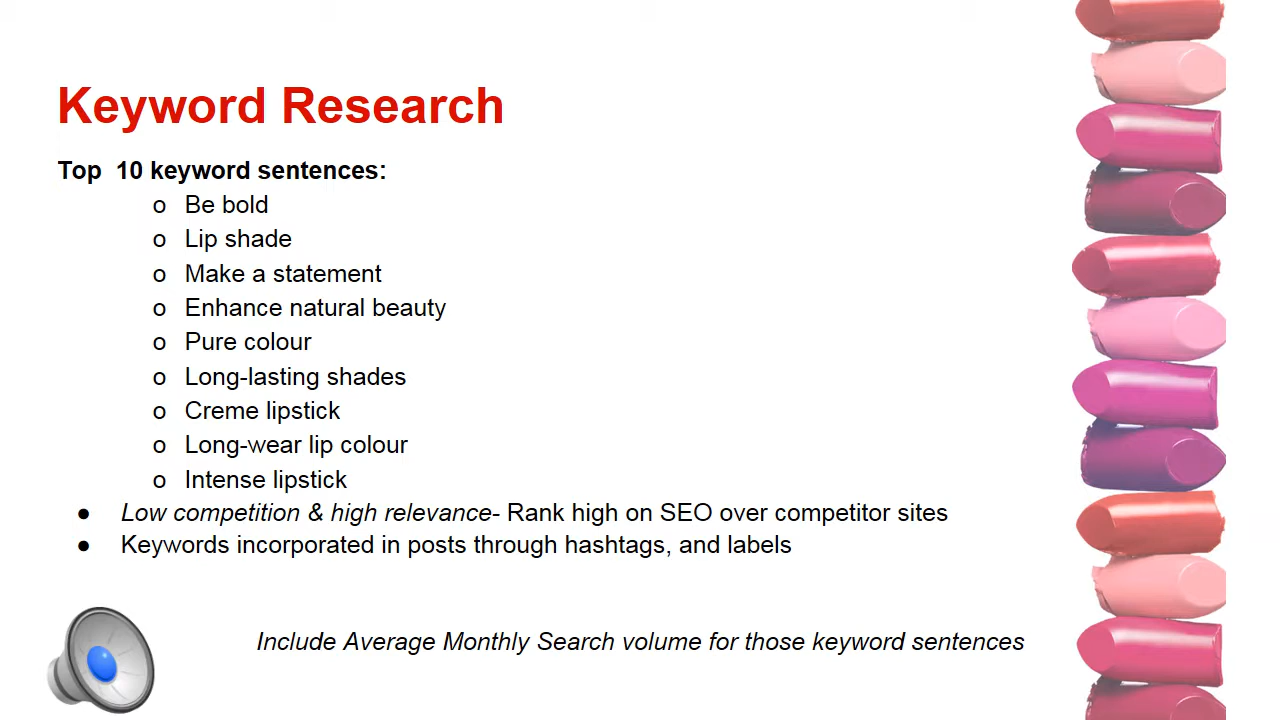 Keyword Research
Top  10 keyword sentences:
o Be bold
o Lip shade
o Make a statement
o Enhance natural beauty
o Pure colour
o Long-lasting shades
o Creme lipstick
o Long-wear lip colour
o Intense lipstick
● Low competition & high relevance- Rank high on SEO over competitor sites
● Keywords incorporated in posts through hashtags, and labels
Include Average Monthly Search volume for those keyword sentences